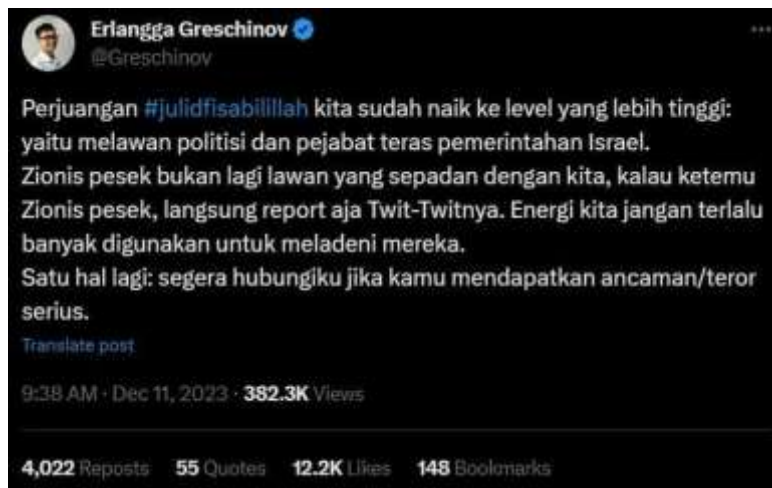 Erlangga Greschinov
@Greschinov
Perjuangan #julidfisabilillah kita sudah naik ke level yang lebih tinggi:
yaitu melawan politisi dan pejabat teras pemerintahan Israel.
Zionis pesek bukan lagi lawan yang sepadan dengan kita, kalau ketemu
Zionis pesek, langsung report aja Twit-Twitnya. Energi kita jangan terlalu
banyak digunakan untuk meladeni mereka.
Satu hal lagi: segera hubungiku jika kamu mendapatkan ancaman/teror
serius.
Translate post
9:38 AM · Dec 11, 2023 · 382.3K Views
4,022 Reposts 55 Quotes 12.2K Likes 148 Bookmarks